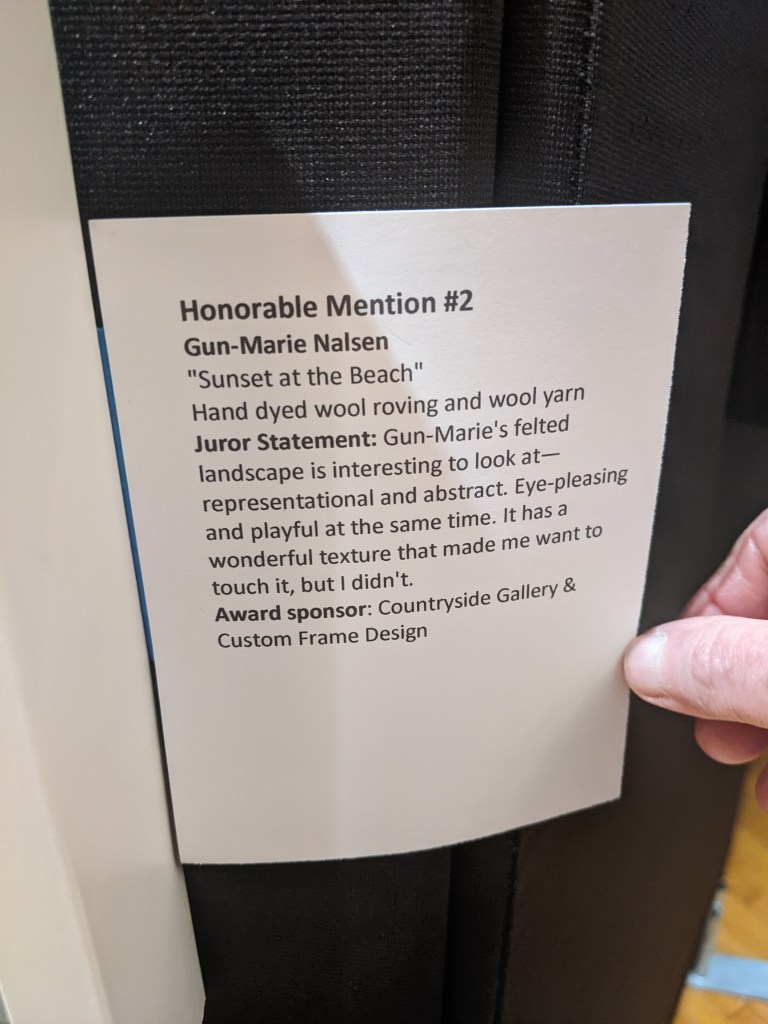 Honorable Mention #2
Gun-Marie Nalsen
"Sunset at the Beach"
Hand dyed wool roving and wool yarn
Juror Statement: Gun-Marie's felted
landscape is interesting to look at—
representational and abstract. Eye-pleasing
and playful at the same time. It has a
wonderful texture that made me want to
touch it, but I didn't.
Award sponsor: Countryside Gallery &
Custom Frame Design